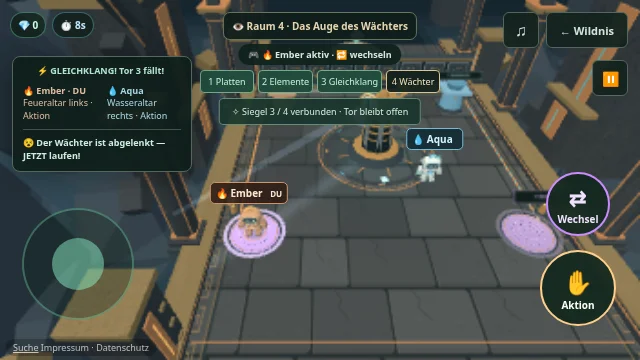 💎 0
⏱ 8s
👁 Raum 4 · Das Auge des Wächters
♫
← Wildnis
🎮 🔥 Ember aktiv · 🔁 wechseln
1 Platten
2 Elemente
3 Gleichklang
4 Wächter
✧ Siegel 3 / 4 verbunden · Tor bleibt offen
⚡ GLEICHKLANG! Tor 3 fällt!
🔥 Ember · DU
Feueraltar links · Aktion
💧 Aqua
Wasseraltar rechts · Aktion
😵 Der Wächter ist abgelenkt —
JETZT laufen!
💧 Aqua
🔥 Ember DU
Wechsel
Aktion
Suche Impressum · Datenschutz